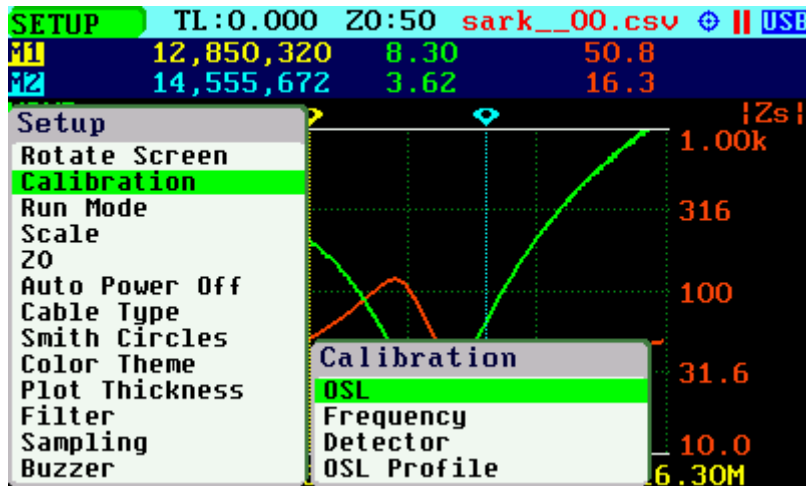 SETUP TL:0.000 Z0:50 sark__00.csv USB
M1 12,850,320 8.30 50.8
M2 14,555,672 3.62 16.3
|Zs|
Setup
Rotate Screen
Calibration
Run Mode
Scale
ZO
Auto Power Off
Cable Type
Smith Circles
Color Theme
Plot Thickness
Filter
Sampling
Buzzer
Calibration
OSL
Frequency
Detector
OSL Profile
1.00k
316
100
31.6
10.0
6.30M